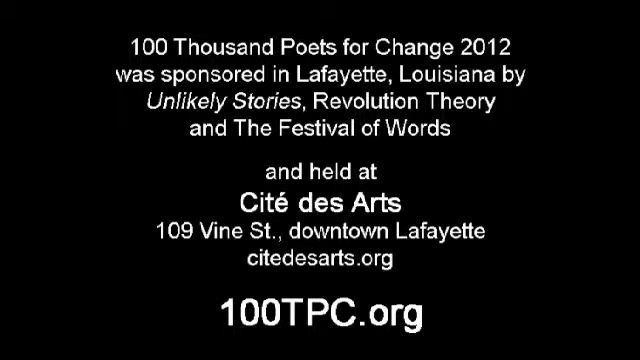 100 Thousand Poets for Change 2012
was sponsored in Lafayette, Louisiana by
Unlikely Stories, Revolution Theory
and The Festival of Words
and held at
Cité des Arts
109 Vine St., downtown Lafayette
citedesarts.org
100TPC.org